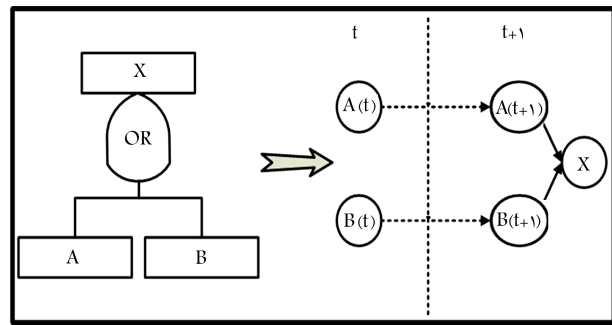 X
OR
A
B
t
t+۱
A(t)
A(t+۱)
X
B(t)
B(t+۱)